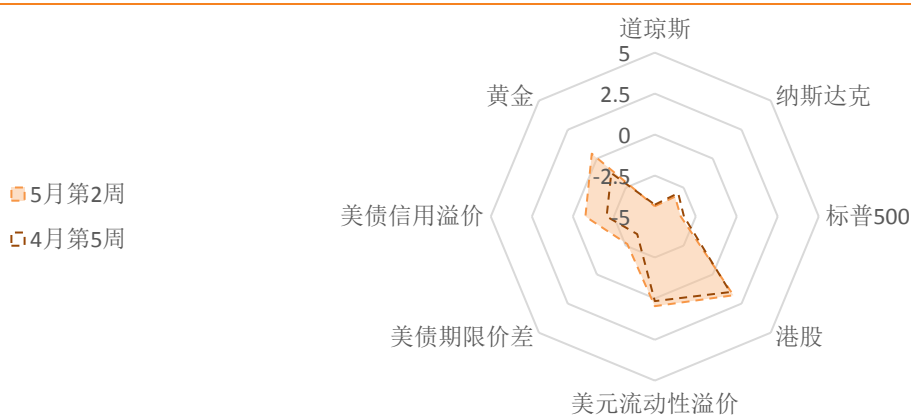 道琼斯
5
黄金
纳斯达克
2.5
0
-2.5
5月第2周
美债信用溢价
-5
标普500
4月第5周
美债期限价差
港股
美元流动性溢价